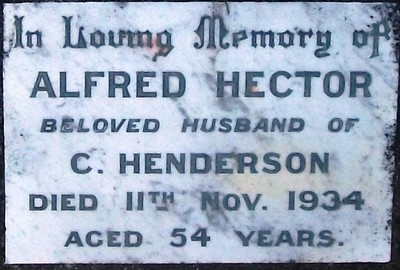 In Loving Memory of
ALFRED HECTOR
BELOVED HUSBAND OF
C. HENDERSON
DIED 11TH NOV. 1934
AGED 54 YEARS.